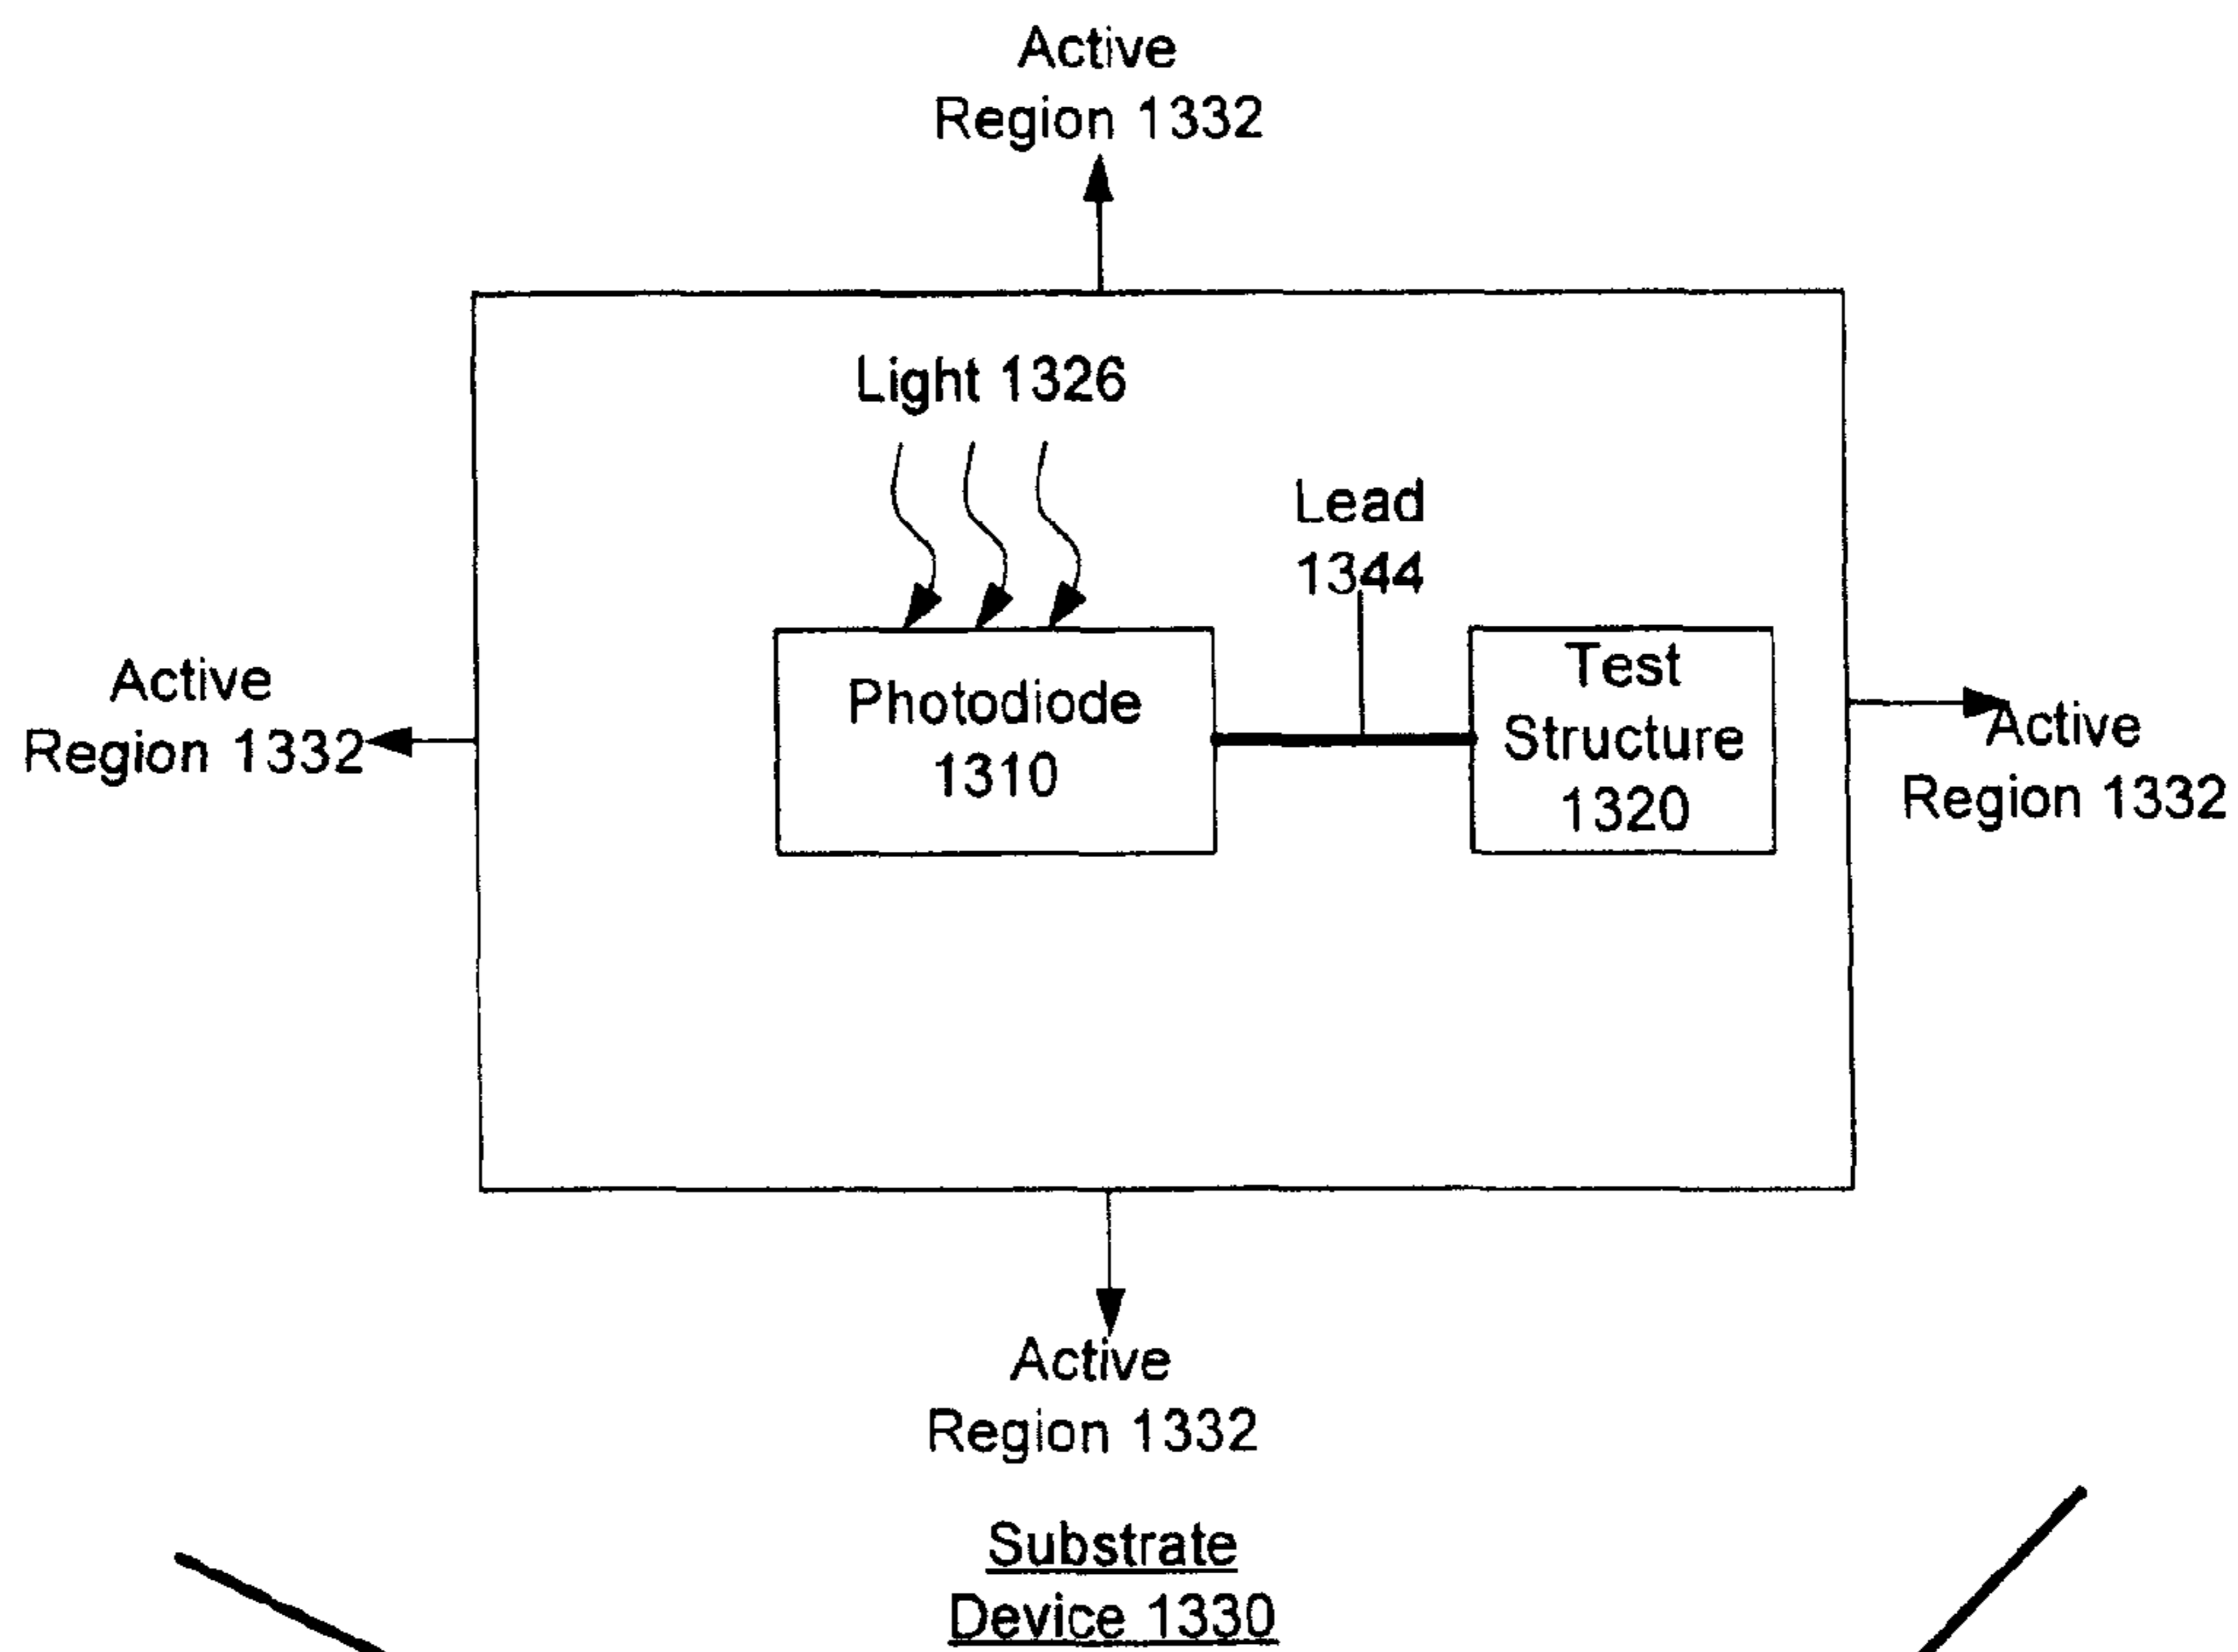 Active
Region 1332
Light 1326
Lead
1344
Active
Region 1332
Photodiode
1310
Test
Structure
1320
Active
Region 1332
Active
Region 1332
Substrate
Device 1330